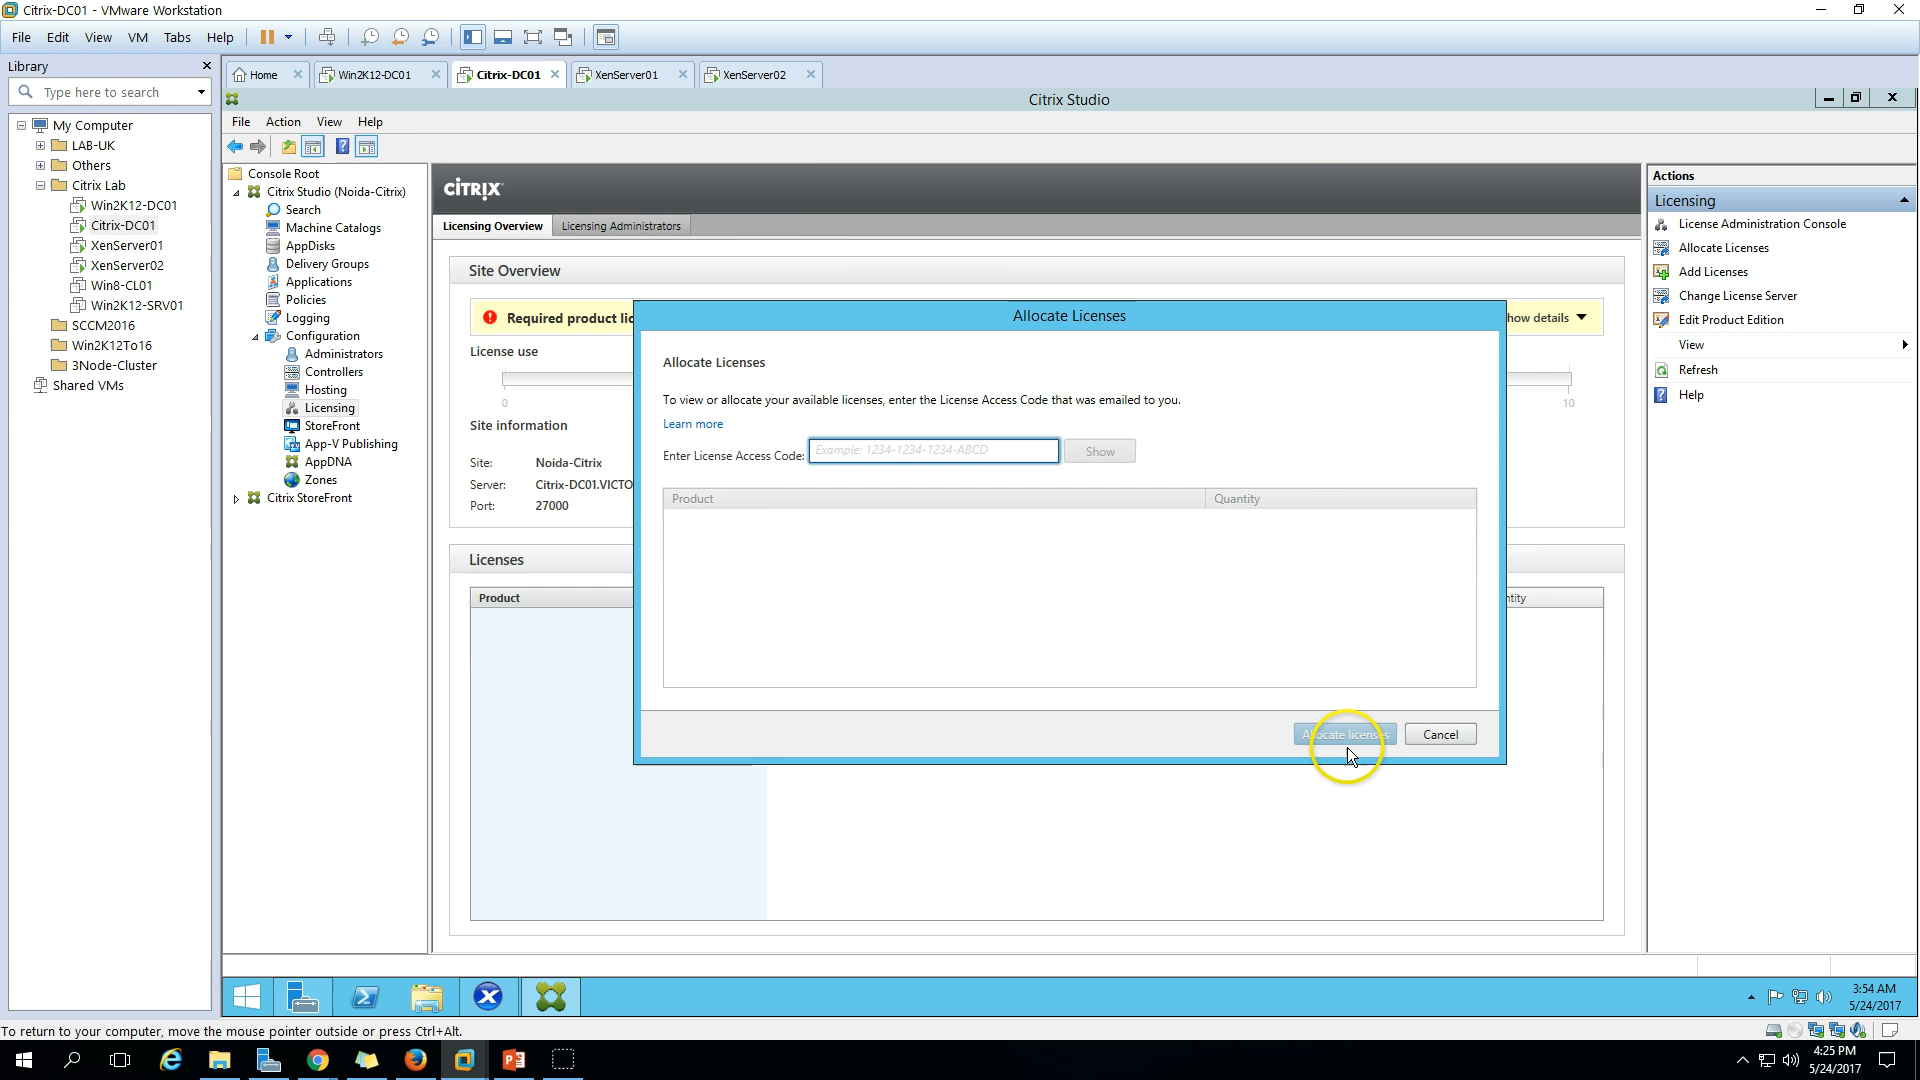 Citrix-DC01 - VMware Workstation
File Edit View VM Tabs Help
Library
Type here to search
My Computer
LAB-UK
Others
Citrix Lab
Win2K12-DC01
Citrix-DC01
XenServer01
XenServer02
Win8-CL01
Win2K12-SRV01
SCCM2016
Win2K12To16
3Node-Cluster
Shared VMs
Home Win2K12-DC01 Citrix-DC01 XenServer01 XenServer02
Citrix Studio
File Action View Help
Console Root
Citrix Studio (Noida-Citrix)
Search
Machine Catalogs
AppDisks
Delivery Groups
Applications
Policies
Logging
Configuration
Administrators
Controllers
Hosting
Licensing
StoreFront
App-V Publishing
AppDNA
Zones
Citrix StoreFront
CITRIX
Licensing Overview Licensing Administrators
Site Overview
Required product lic
how details
License use
0
10
Site information
Site: Noida-Citrix
Server: Citrix-DC01.VICTO
Port: 27000
Licenses
Product
ntity
Allocate Licenses
Allocate Licenses
To view or allocate your available licenses, enter the License Access Code that was emailed to you.
Learn more
Enter License Access Code: Example: 1234-1234-1234-ABCD Show
Product Quantity
Allocate licenses Cancel
Actions
Licensing
License Administration Console
Allocate Licenses
Add Licenses
Change License Server
Edit Product Edition
View
Refresh
Help
3:54 AM
5/24/2017
To return to your computer, move the mouse pointer outside or press Ctrl+Alt.
4:25 PM
5/24/2017